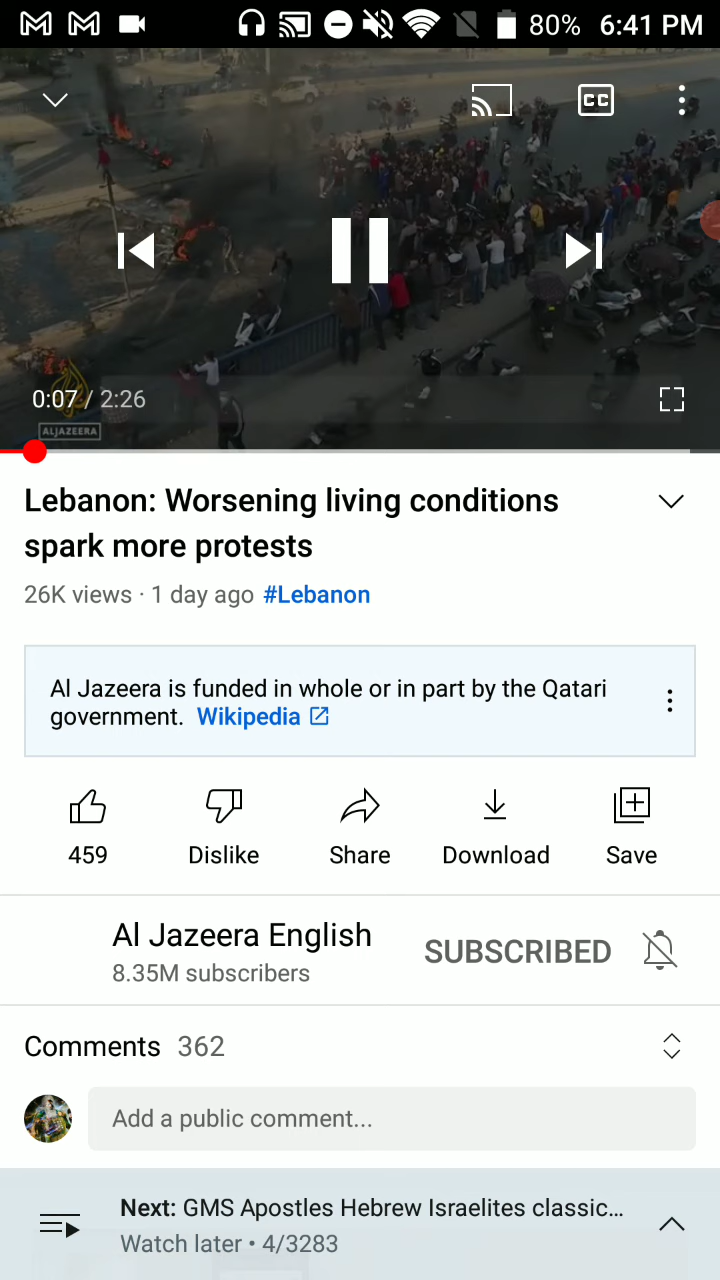 80% 6:41 PM
CC
0:07 / 2:26
ALJAZEERA
Lebanon: Worsening living conditions
spark more protests
26K views · 1 day ago #Lebanon
Al Jazeera is funded in whole or in part by the Qatari
government. Wikipedia
459 Dislike Share Download Save
Al Jazeera English
8.35M subscribers
SUBSCRIBED
Comments 362
Add a public comment...
Next: GMS Apostles Hebrew Israelites classic...
Watch later • 4/3283